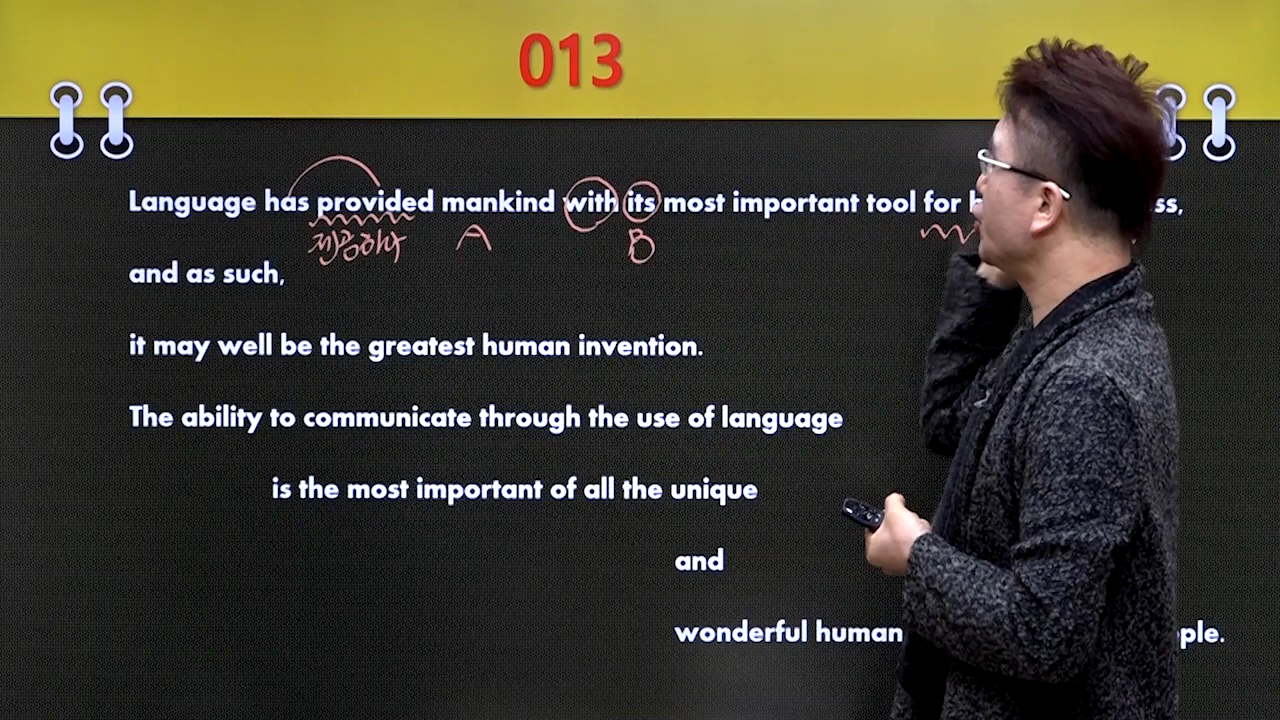 013
Language has provided mankind with its most important tool for
제공하다 A B
and as such,
it may well be the greatest human invention.
The ability to communicate through the use of language
is the most important of all the unique
and
wonderful human